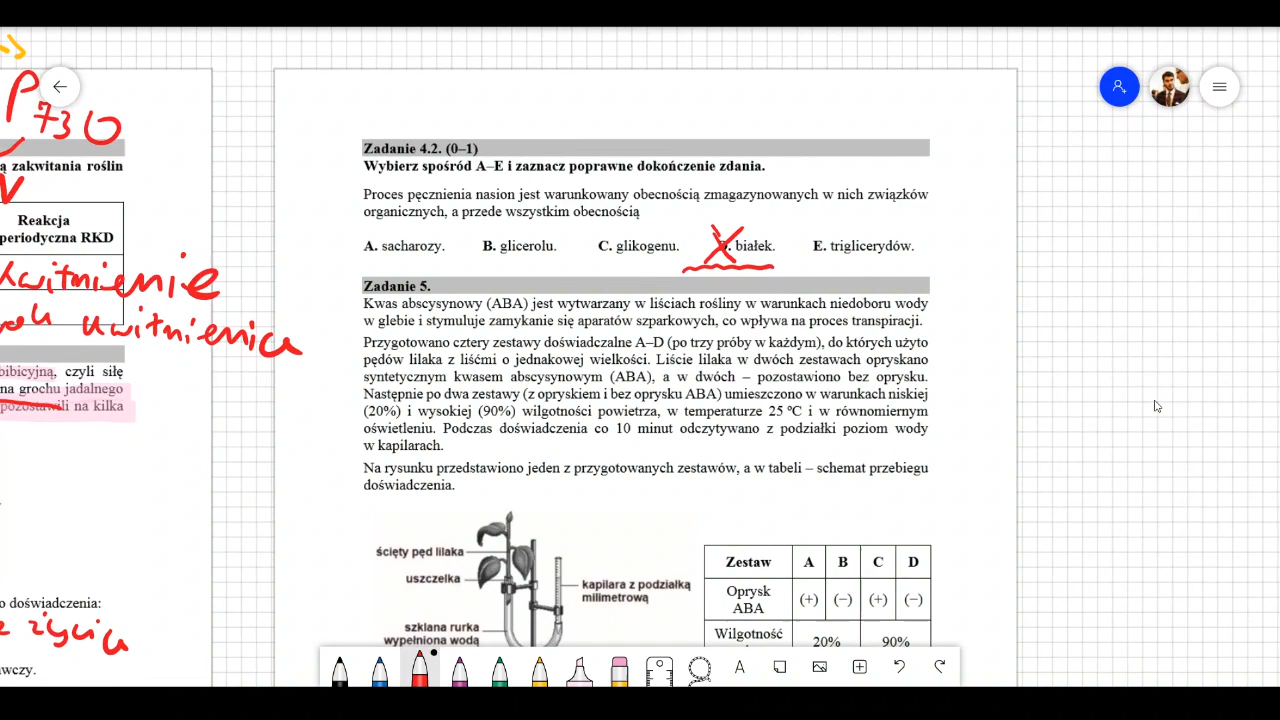 P730
ą zakwitania roślin
V
Reakcja
periodyczna RKD
kwitnienie
kwitnienia
bibicyjną, czyli siłę
na grochu jadalnego
pozostawili na kilka
o doświadczenia:
życia
wczy.
Zadanie 4.2. (0–1)
Wybierz spośród A–E i zaznacz poprawne dokończenie zdania.
Proces pęcznienia nasion jest warunkowany obecnością zmagazynowanych w nich związków
organicznych, a przede wszystkim obecnością
A. sacharozy. B. glicerolu. C. glikogenu. D. białek. E. triglicerydów.
Zadanie 5.
Kwas abscysynowy (ABA) jest wytwarzany w liściach rośliny w warunkach niedoboru wody
w glebie i stymuluje zamykanie się aparatów szparkowych, co wpływa na proces transpiracji.
Przygotowano cztery zestawy doświadczalne A–D (po trzy próby w każdym), do których użyto
pędów lilaka z liśćmi o jednakowej wielkości. Liście lilaka w dwóch zestawach opryskano
syntetycznym kwasem abscysynowym (ABA), a w dwóch – pozostawiono bez oprysku.
Następnie po dwa zestawy (z opryskiem i bez oprysku ABA) umieszczono w warunkach niskiej
(20%) i wysokiej (90%) wilgotności powietrza, w temperaturze 25 ºC i w równomiernym
oświetleniu. Podczas doświadczenia co 10 minut odczytywano z podziałki poziom wody
w kapilarach.
Na rysunku przedstawiono jeden z przygotowanych zestawów, a w tabeli – schemat przebiegu
doświadczenia.
ścięty pęd lilaka
uszczelka
kapilara z podziałką
milimetrową
szklana rurka
wypełniona wodą
Zestaw A B C D
Oprysk
ABA (+) (−) (+) (−)
Wilgotność
20% 90%
A